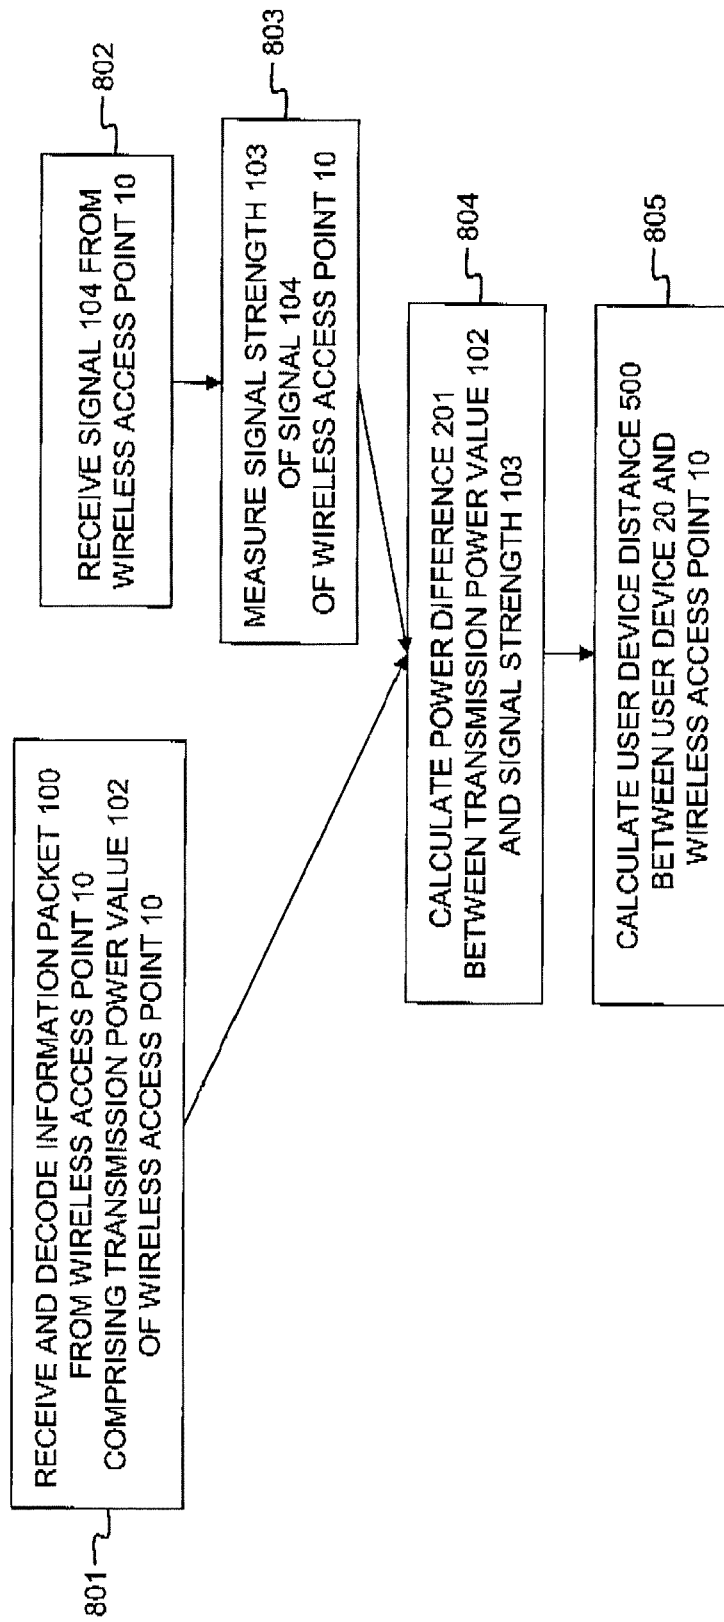 801
RECEIVE AND DECODE INFORMATION PACKET 100
FROM WIRELESS ACCESS POINT 10
COMPRISING TRANSMISSION POWER VALUE 102
OF WIRELESS ACCESS POINT 10
802
RECEIVE SIGNAL 104 FROM
WIRELESS ACCESS POINT 10
803
MEASURE SIGNAL STRENGTH 103
OF SIGNAL 104
OF WIRELESS ACCESS POINT 10
804
CALCULATE POWER DIFFERENCE 201
BETWEEN TRANSMISSION POWER VALUE 102
AND SIGNAL STRENGTH 103
805
CALCULATE USER DEVICE DISTANCE 500
BETWEEN USER DEVICE 20 AND
WIRELESS ACCESS POINT 10